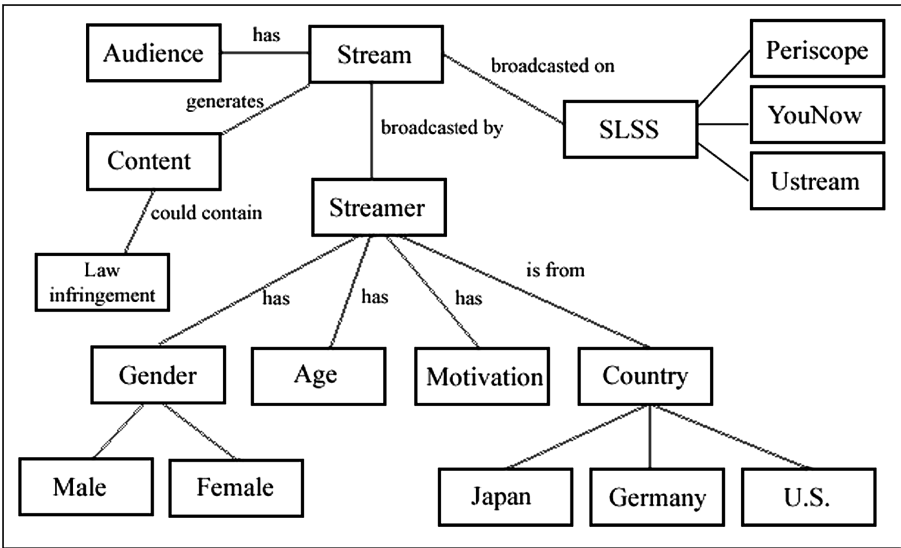 Audience
has
Stream
Periscope
broadcasted on
generates
YouNow
broadcasted by
SLSS
Content
Ustream
could contain
Streamer
Law
infringement
has
has
has
is from
Gender
Age
Motivation
Country
Male
Female
Japan
Germany
U.S.